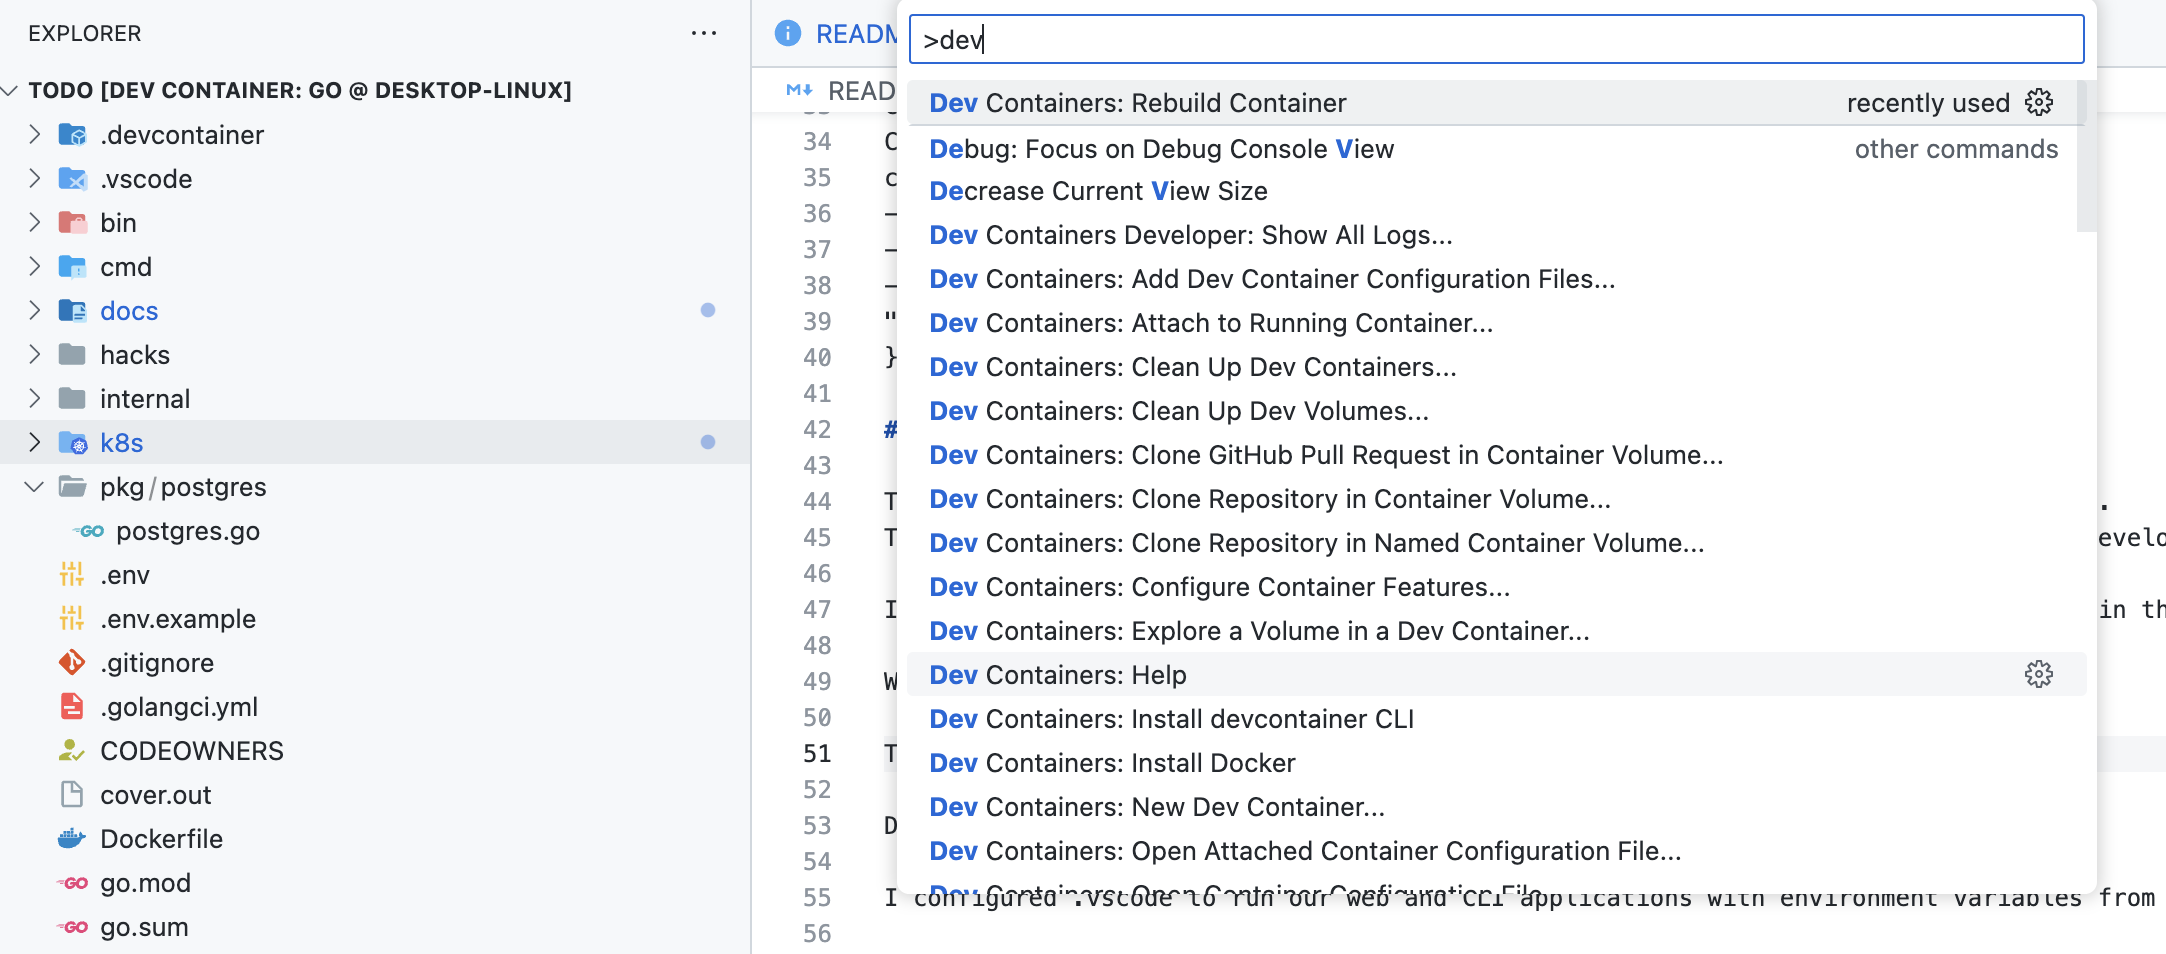 EXPLORER
TODO [DEV CONTAINER: GO @ DESKTOP-LINUX]
.devcontainer
.vscode
bin
cmd
docs
hacks
internal
k8s
pkg/postgres
postgres.go
.env
.env.example
.gitignore
.golangci.yml
CODEOWNERS
cover.out
Dockerfile
go.mod
go.sum
>dev
Dev Containers: Rebuild Container recently used
Debug: Focus on Debug Console View other commands
Decrease Current View Size
Dev Containers Developer: Show All Logs...
Dev Containers: Add Dev Container Configuration Files...
Dev Containers: Attach to Running Container...
Dev Containers: Clean Up Dev Containers...
Dev Containers: Clean Up Dev Volumes...
Dev Containers: Clone GitHub Pull Request in Container Volume...
Dev Containers: Clone Repository in Container Volume...
Dev Containers: Clone Repository in Named Container Volume...
Dev Containers: Configure Container Features...
Dev Containers: Explore a Volume in a Dev Container...
Dev Containers: Help
Dev Containers: Install devcontainer CLI
Dev Containers: Install Docker
Dev Containers: New Dev Container...
Dev Containers: Open Attached Container Configuration File...
Dev Containers: Open Container Configuration File
READ
34
35
36
37
38
39 "
40 }
41
42 #
43
44 T .
45 T
46
47 I in
48
49 W
50
51 T
52
53 D
54
55 I configured .vscode to run our web and CLI applications with environment variables from
56